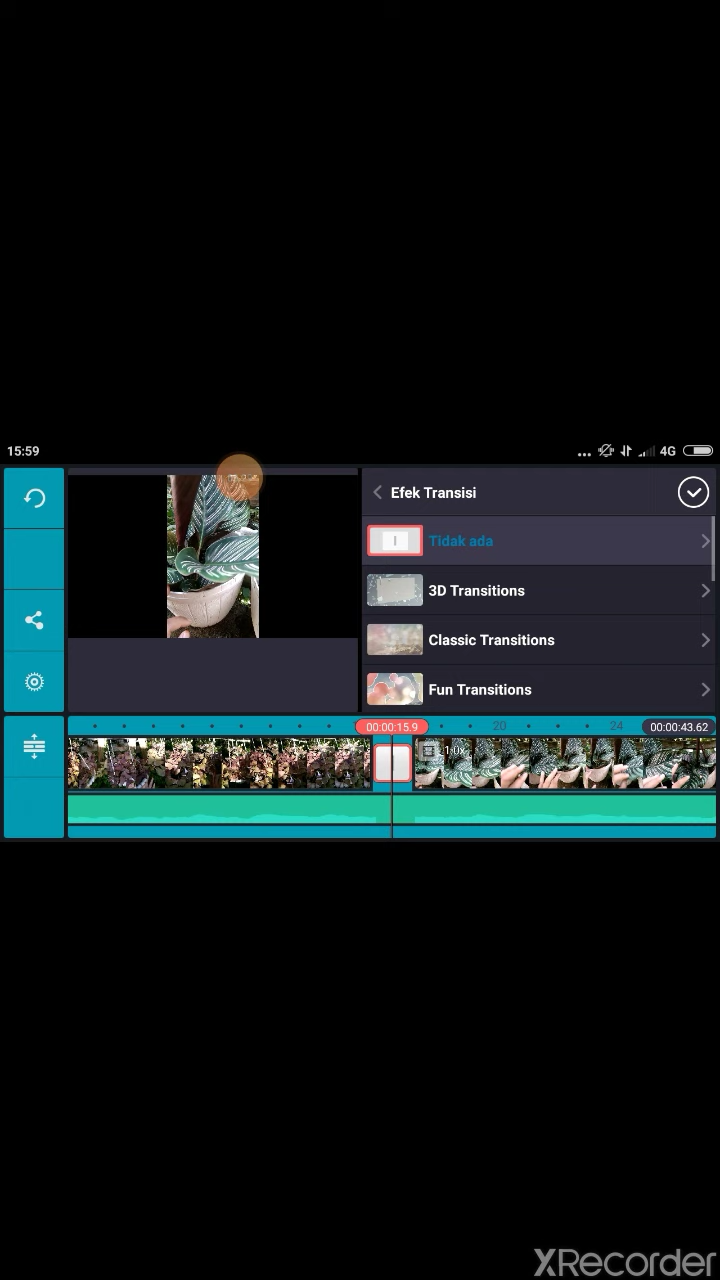 15:59
4G
Efek Transisi
Tidak ada
3D Transitions
Classic Transitions
Fun Transitions
00:00:15.9
20
24
00:00:43.62
1.0x
XRecorder